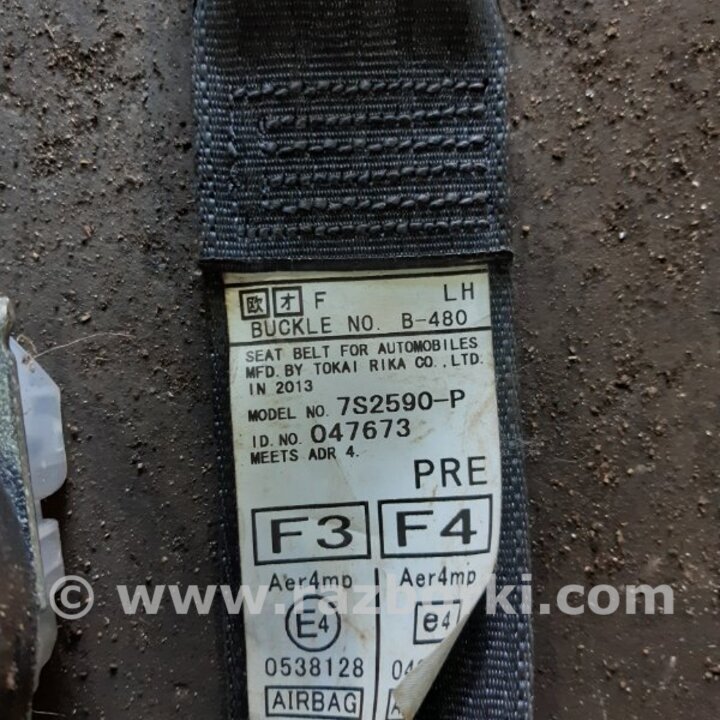 欧 オ F LH
BUCKLE NO. B-480
SEAT BELT FOR AUTOMOBILES
MFD. BY TOKAI RIKA CO.,LTD.
IN 2013
MODEL NO. 7S2590-P
I D. NO. 047673
MEETS ADR 4.
PRE
F3 F4
Aer4mp Aer4mp
E4 e4
0538128
AIRBAG
© www.razborki.com